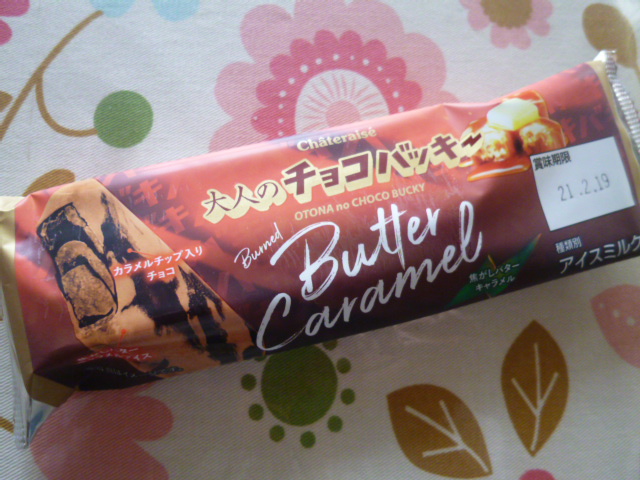 Châteraisé
大人のチョコバッキー
OTONA no CHOCO BUCKY
Burned
Butter
Caramel
カラメルチップ入り
チョコ
賞味期限
21.2.19
種類別
アイスミルク
焦がしバター
キャラメル